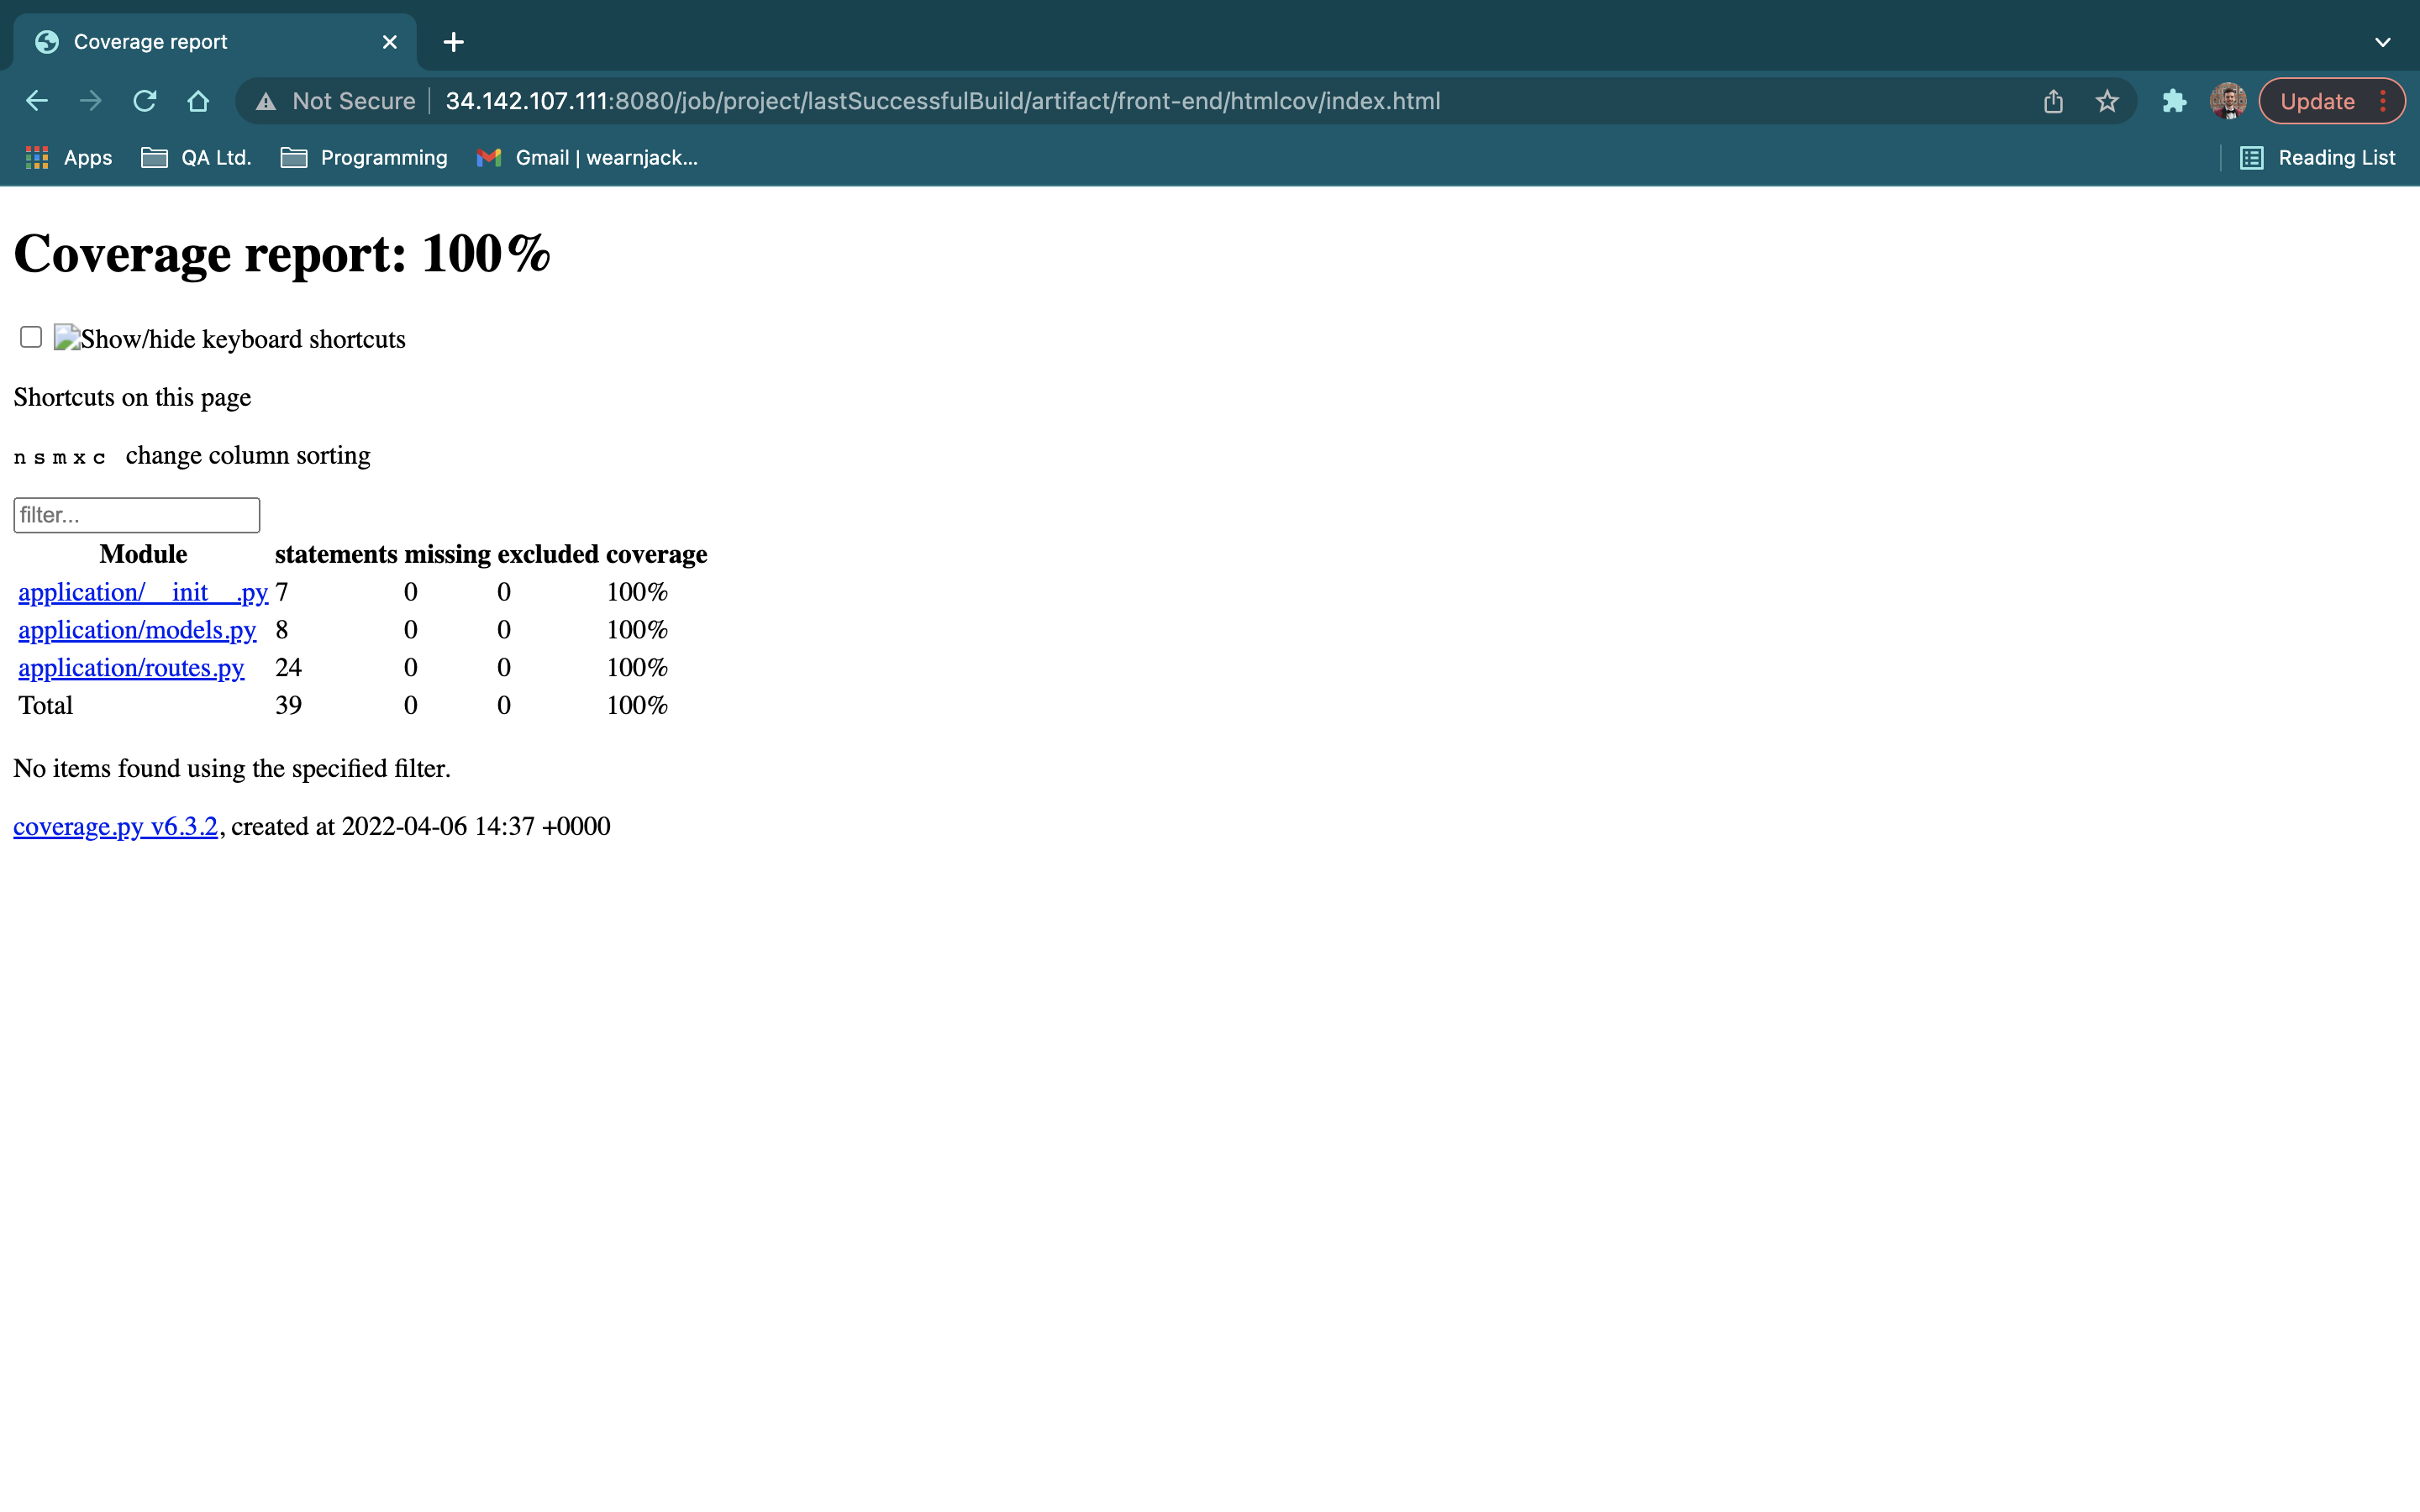 Coverage report
Not Secure 34.142.107.111:8080/job/project/lastSuccessfulBuild/artifact/front-end/htmlcov/index.html Update
Apps QA Ltd. Programming Gmail | wearnjack... Reading List
Coverage report: 100%
Show/hide keyboard shortcuts
Shortcuts on this page
n s m x c change column sorting
filter...
Module statements missing excluded coverage
application/__init__.py 7 0 0 100%
application/models.py 8 0 0 100%
application/routes.py 24 0 0 100%
Total 39 0 0 100%
No items found using the specified filter.
coverage.py v6.3.2, created at 2022-04-06 14:37 +0000